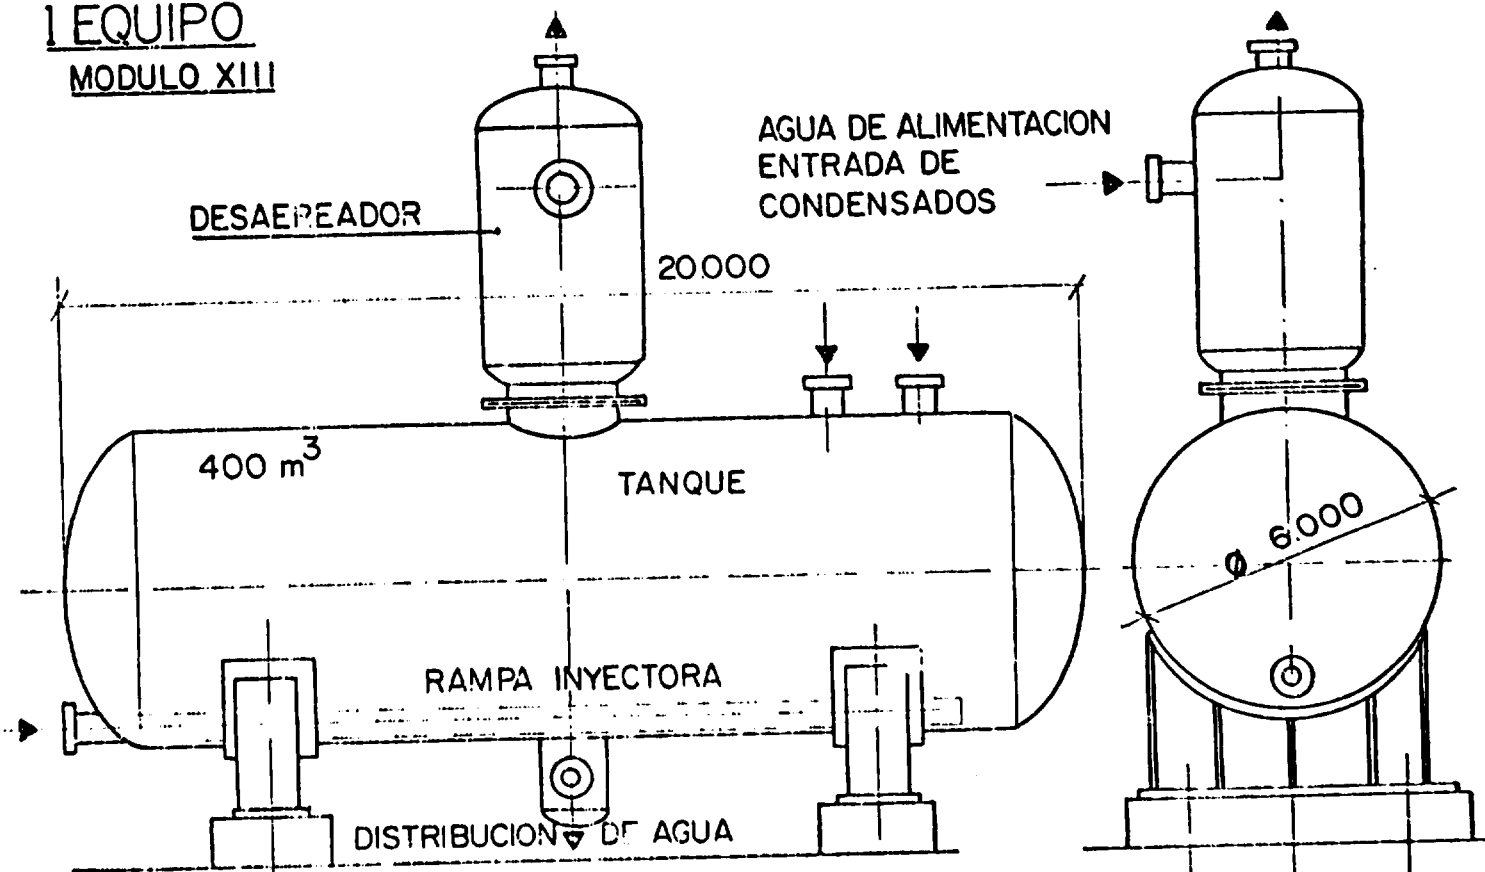 1 EQUIPO
MODULO XIII
AGUA DE ALIMENTACION
ENTRADA DE
CONDENSADOS
DESAEREADOR
20.000
400 m³
TANQUE
Φ 6.000
RAMPA INYECTORA
DISTRIBUCION DE AGUA